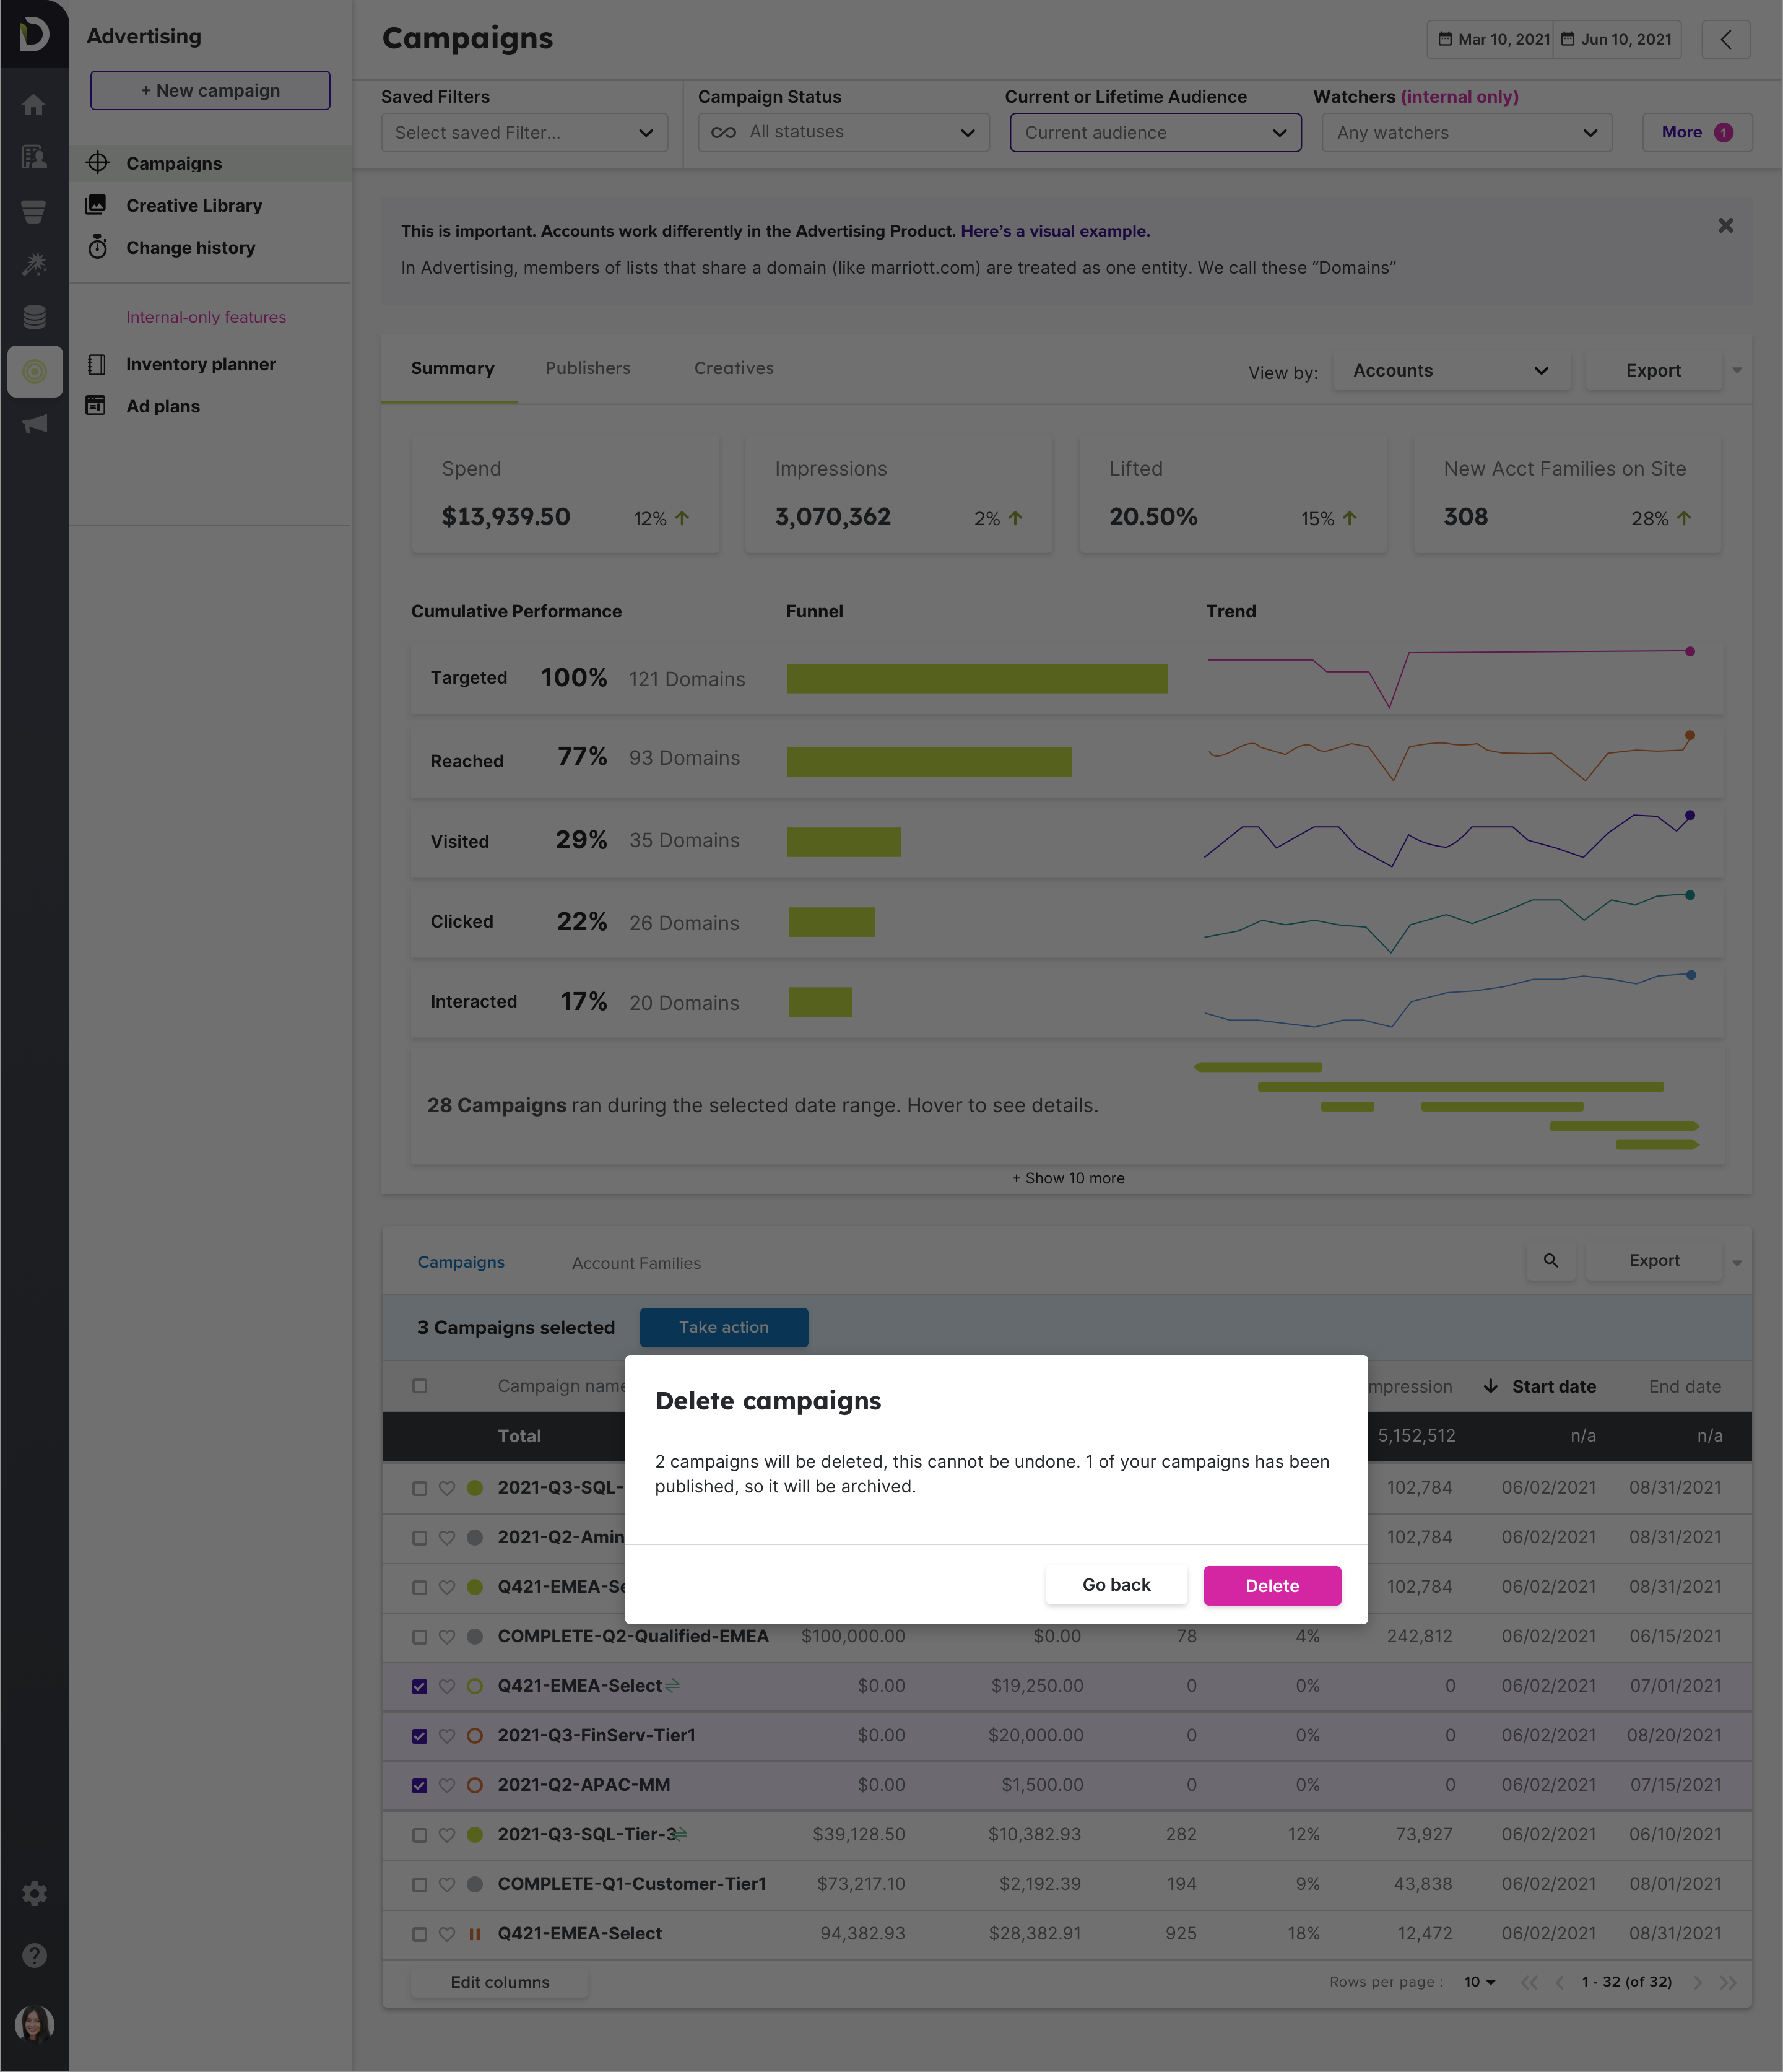 Advertising
+ New campaign
Campaigns
Creative Library
Change history
Internal-only features
Inventory planner
Ad plans
Campaigns
Mar 10, 2021 Jun 10, 2021
Saved Filters Campaign Status Current or Lifetime Audience Watchers (internal only)
Select saved Filter... All statuses Current audience Any watchers More 1
This is important. Accounts work differently in the Advertising Product. Here's a visual example.
In Advertising, members of lists that share a domain (like marriott.com) are treated as one entity. We call these “Domains”
Summary Publishers Creatives View by: Accounts Export
Spend Impressions Lifted New Acct Families on Site
$13,939.50 12% 3,070,362 2% 20.50% 15% 308 28%
Cumulative Performance Funnel Trend
Targeted 100% 121 Domains
Reached 77% 93 Domains
Visited 29% 35 Domains
Clicked 22% 26 Domains
Interacted 17% 20 Domains
28 Campaigns ran during the selected date range. Hover to see details.
+ Show 10 more
Campaigns Account Families Export
3 Campaigns selected Take action
Campaign name mpression Start date End date
Total 5,152,512 n/a n/a
2021-Q3-SQL- 102,784 06/02/2021 08/31/2021
2021-Q2-Amin 102,784 06/02/2021 08/31/2021
Q421-EMEA-Se 102,784 06/02/2021 08/31/2021
Delete campaigns
2 campaigns will be deleted, this cannot be undone. 1 of your campaigns has been
published, so it will be archived.
Go back Delete
COMPLETE-Q2-Qualified-EMEA $100,000.00 $0.00 78 4% 242,812 06/02/2021 06/15/2021
Q421-EMEA-Select $0.00 $19,250.00 0 0% 0 06/02/2021 07/01/2021
2021-Q3-FinServ-Tier1 $0.00 $20,000.00 0 0% 0 06/02/2021 08/20/2021
2021-Q2-APAC-MM $0.00 $1,500.00 0 0% 0 06/02/2021 07/15/2021
2021-Q3-SQL-Tier-3 $39,128.50 $10,382.93 282 12% 73,927 06/02/2021 06/10/2021
COMPLETE-Q1-Customer-Tier1 $73,217.10 $2,192.39 194 9% 43,838 06/02/2021 08/01/2021
Q421-EMEA-Select 94,382.93 $28,382.91 925 18% 12,472 06/02/2021 08/31/2021
Edit columns Rows per page : 10 1 - 32 (of 32)